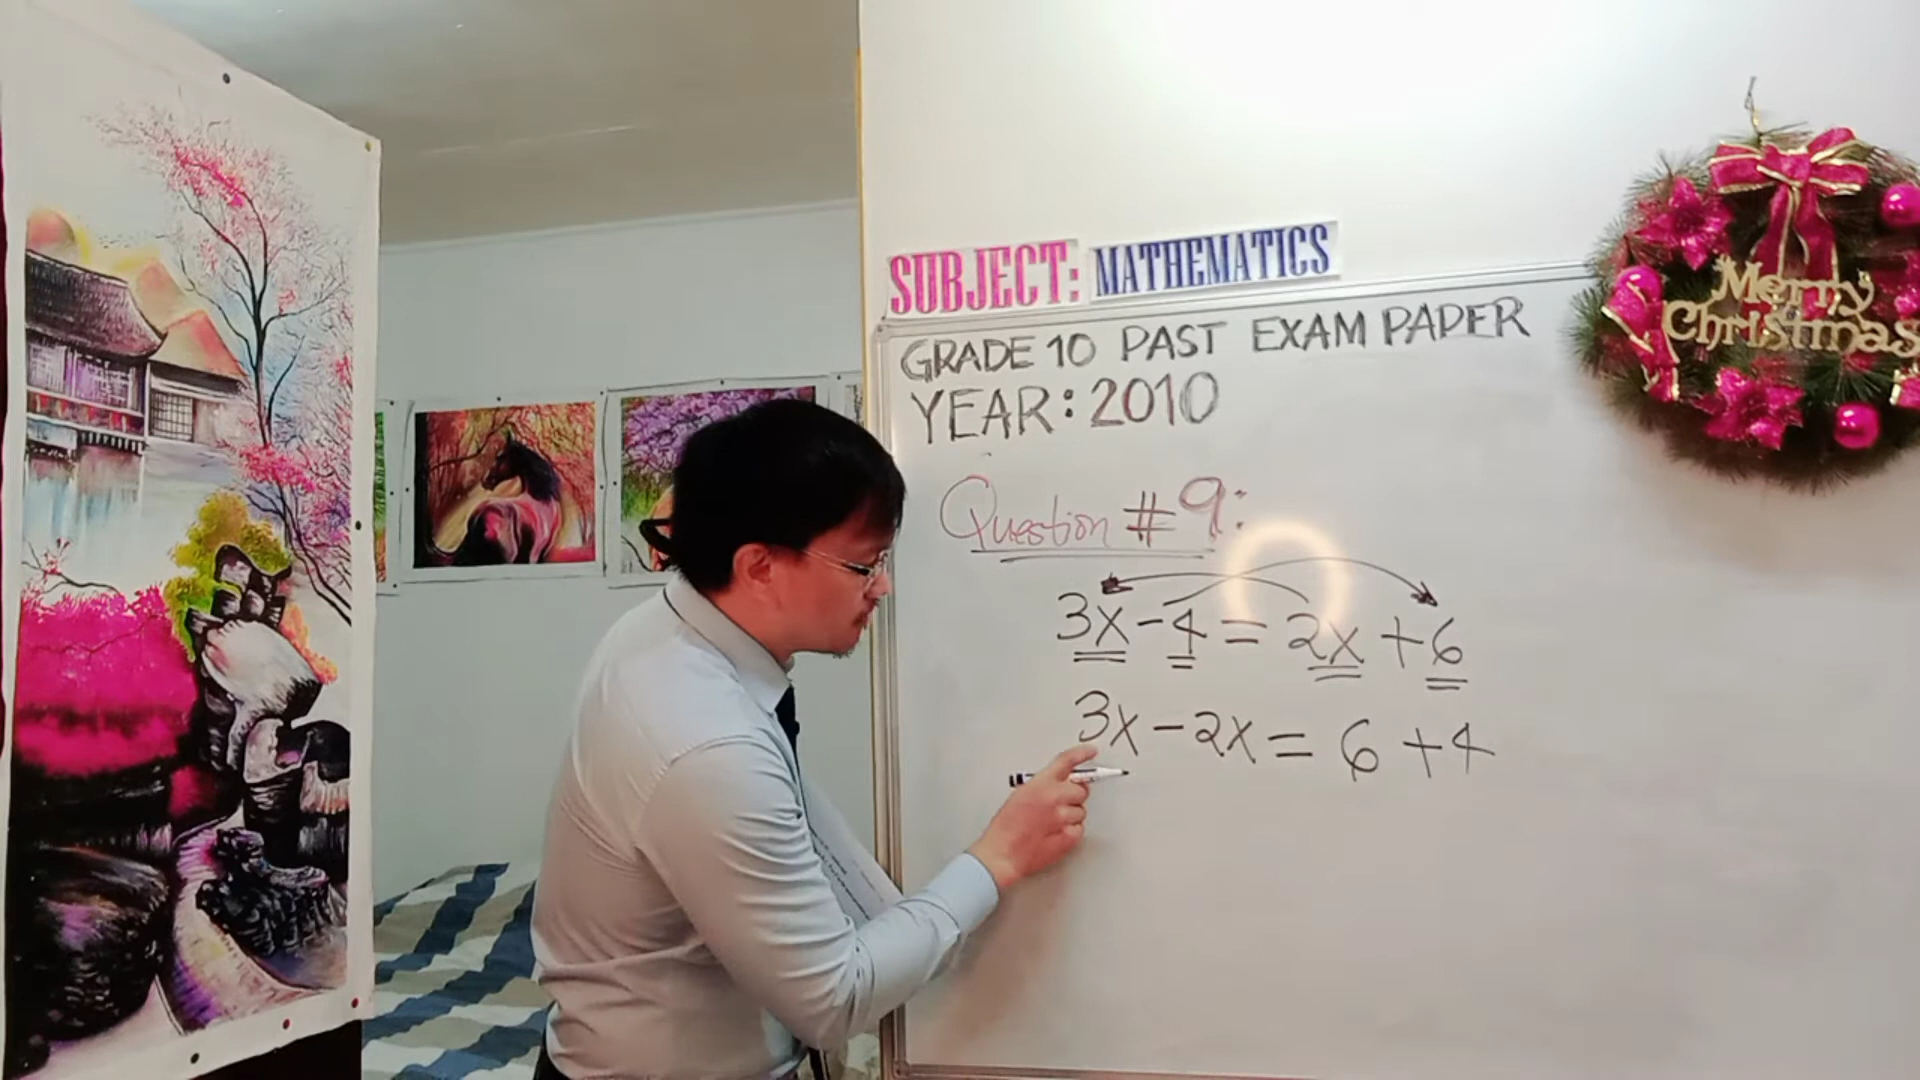 SUBJECT: MATHEMATICS
GRADE 10 PAST EXAM PAPER
YEAR: 2010
Question # 9:
3x - 4 = 2x + 6
3x - 2x = 6 + 4
Merry
Christmas